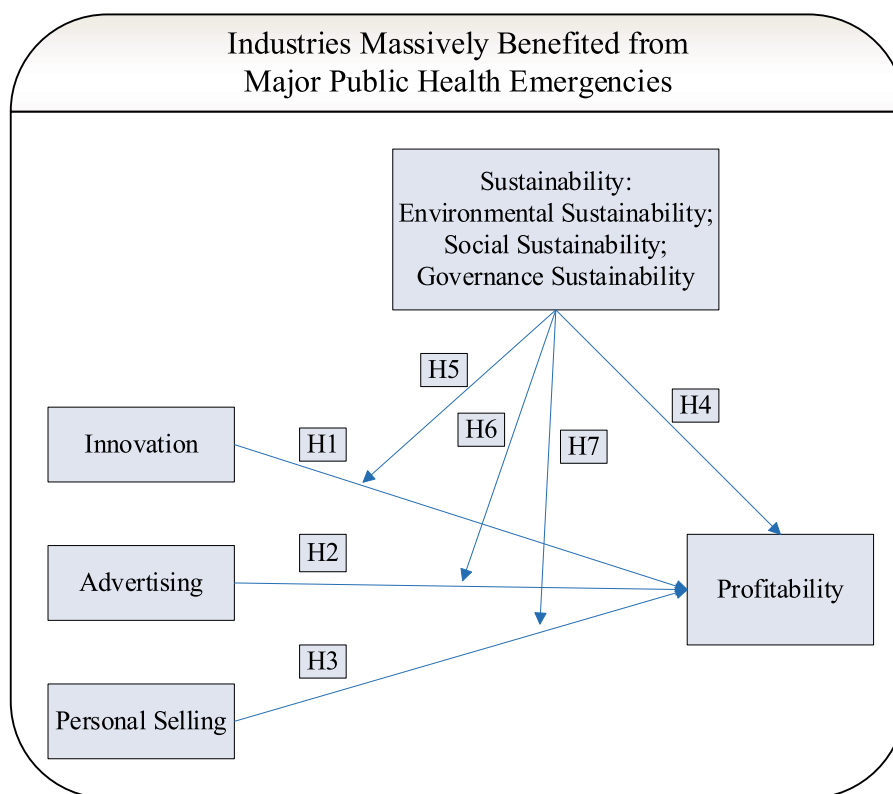 Industries Massively Benefited from
Major Public Health Emergencies
Sustainability:
Environmental Sustainability;
Social Sustainability;
Governance Sustainability
H5
H4
H6
H7
Innovation
H1
Advertising
H2
Profitability
H3
Personal Selling